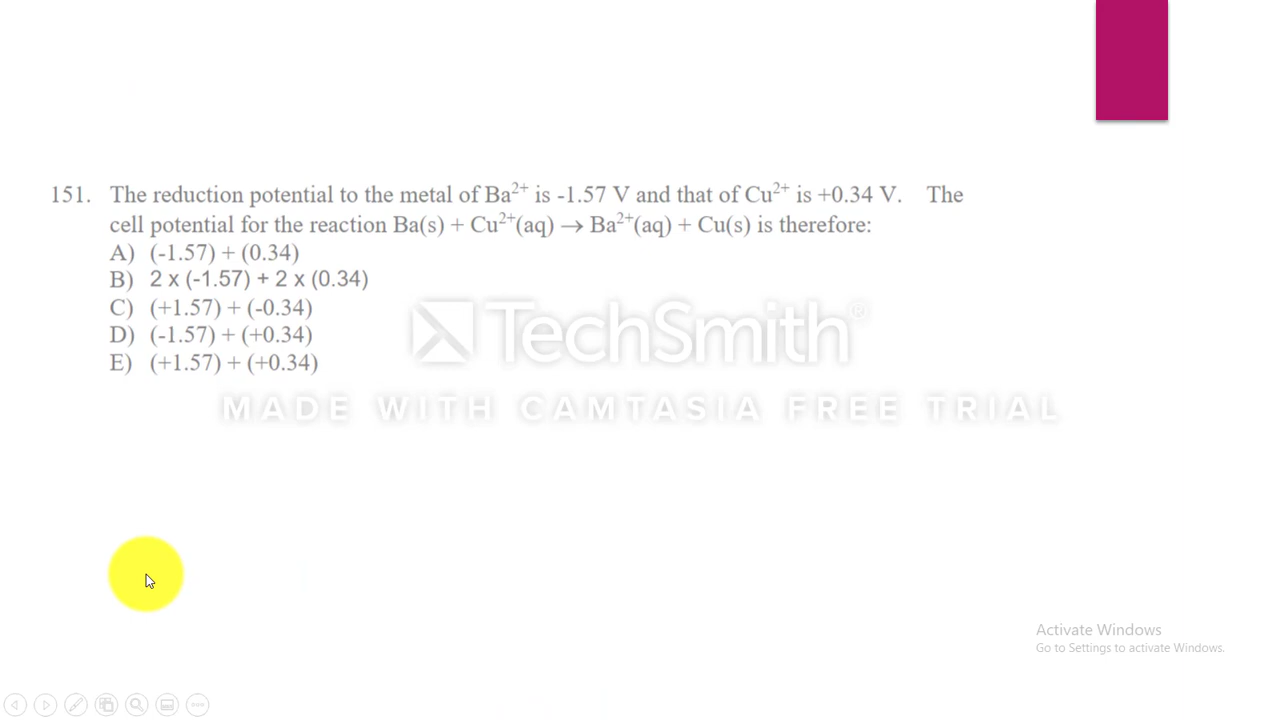 151. The reduction potential to the metal of Ba²⁺ is -1.57 V and that of Cu²⁺ is +0.34 V. The
cell potential for the reaction Ba(s) + Cu²⁺(aq) → Ba²⁺(aq) + Cu(s) is therefore:
A) (-1.57) + (0.34)
B) 2 x (-1.57) + 2 x (0.34)
C) (+1.57) + (-0.34)
D) (-1.57) + (+0.34)
E) (+1.57) + (+0.34)
TechSmith®
MADE WITH CAMTASIA FREE TRIAL
Activate Windows
Go to Settings to activate Windows.